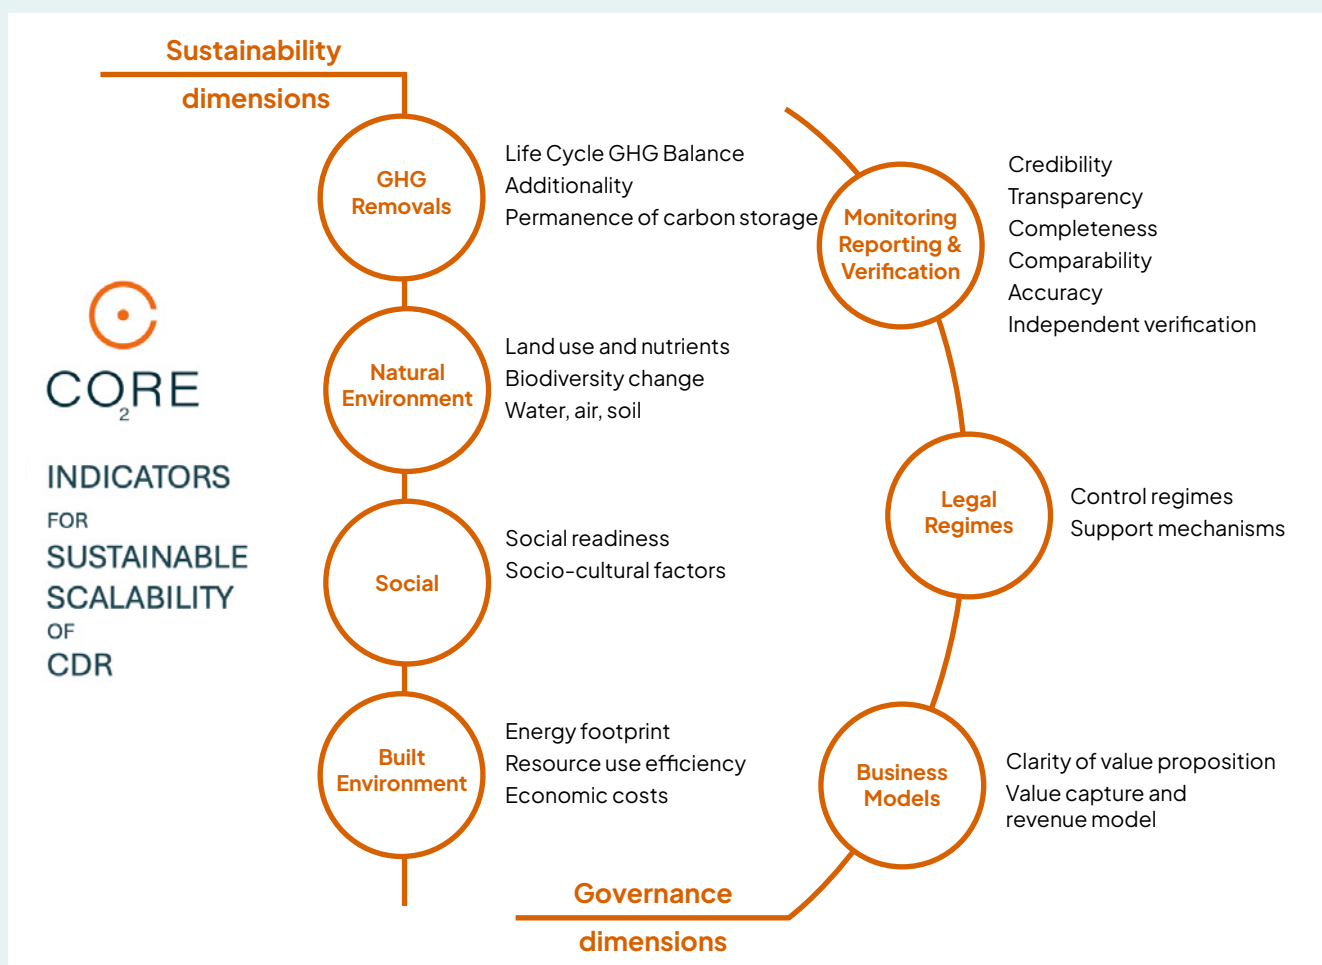 Sustainability
dimensions
GHG
Removals
Life Cycle GHG Balance
Additionality
Permanence of carbon storage
Natural
Environment
Land use and nutrients
Biodiversity change
Water, air, soil
Social
Social readiness
Socio-cultural factors
Built
Environment
Energy footprint
Resource use efficiency
Economic costs
CO₂RE
INDICATORS
FOR
SUSTAINABLE
SCALABILITY
OF
CDR
Monitoring
Reporting &
Verification
Credibility
Transparency
Completeness
Comparability
Accuracy
Independent verification
Legal
Regimes
Control regimes
Support mechanisms
Business
Models
Clarity of value proposition
Value capture and
revenue model
Governance
dimensions